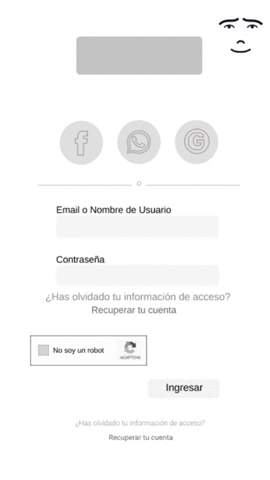 Email o Nombre de Usuario
Contraseña
¿Has olvidado tu información de acceso?
Recuperar tu cuenta
No soy un robot
reCAPTCHA
Ingresar
¿Has olvidado tu información de acceso?
Recuperar tu cuenta